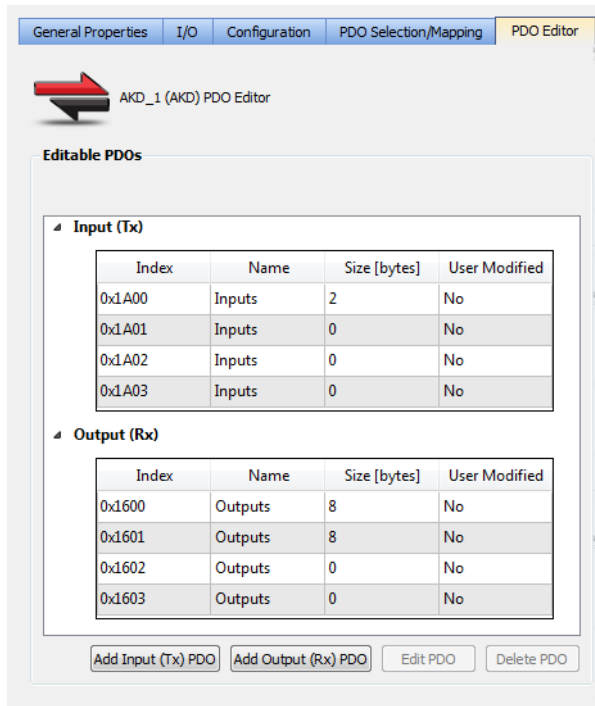 General Properties I/O Configuration PDO Selection/Mapping PDO Editor
AKD_1 (AKD) PDO Editor
Editable PDOs
Input (Tx)
Index Name Size [bytes] User Modified
0x1A00 Inputs 2 No
0x1A01 Inputs 0 No
0x1A02 Inputs 0 No
0x1A03 Inputs 0 No
Output (Rx)
Index Name Size [bytes] User Modified
0x1600 Outputs 8 No
0x1601 Outputs 8 No
0x1602 Outputs 0 No
0x1603 Outputs 0 No
Add Input (Tx) PDO Add Output (Rx) PDO Edit PDO Delete PDO